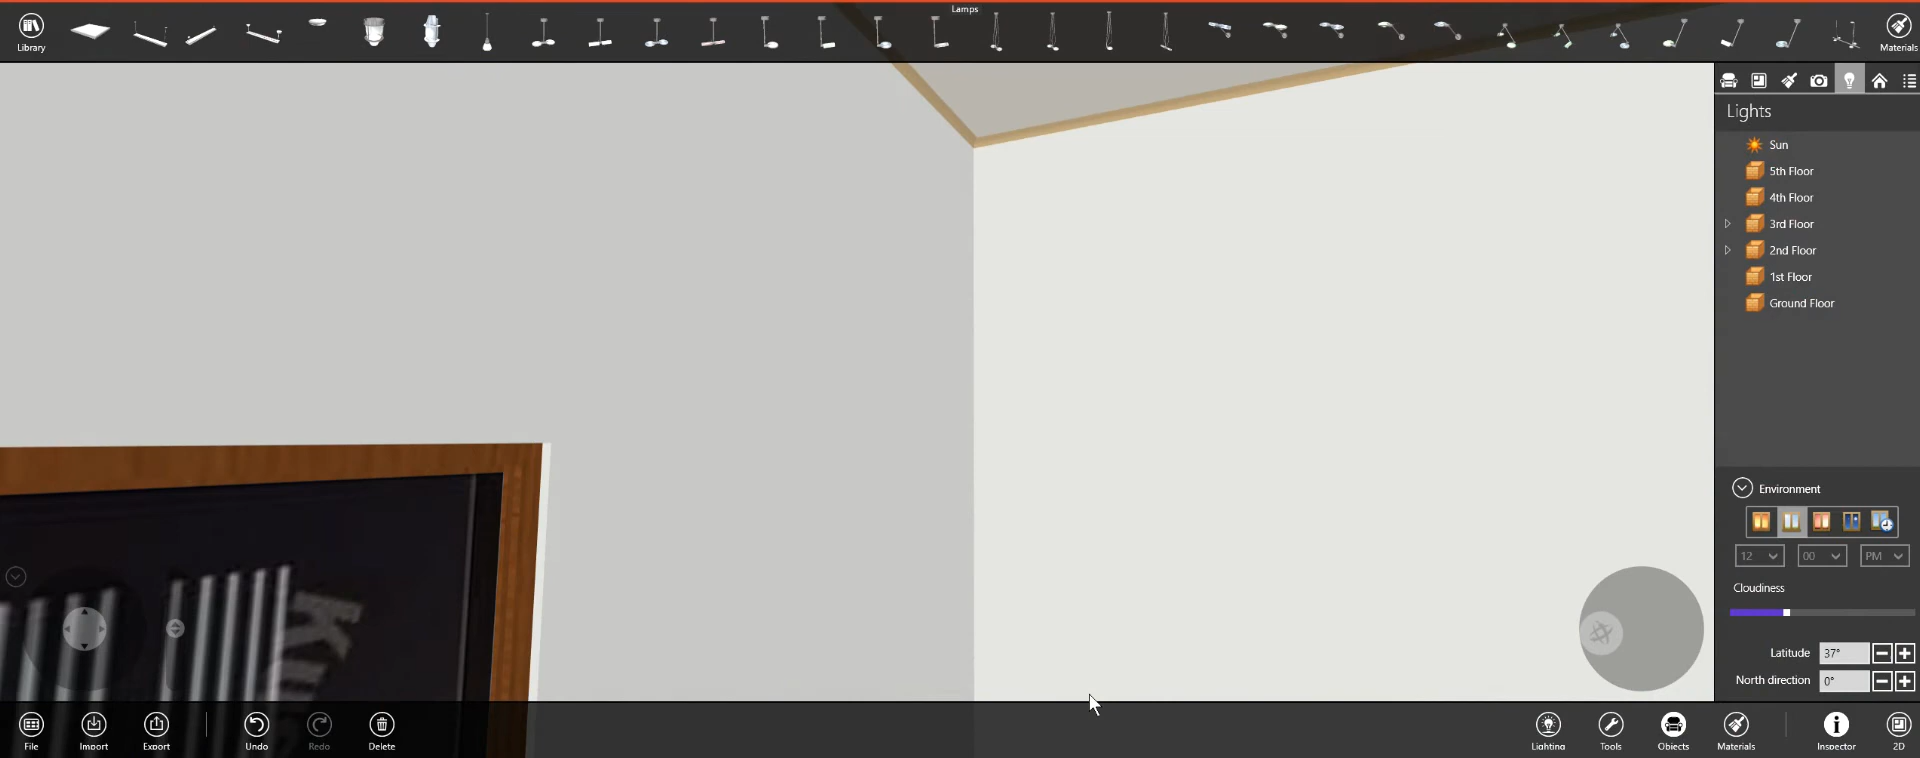 Lamps
Library
Materials
Lights
Sun
5th Floor
4th Floor
3rd Floor
2nd Floor
1st Floor
Ground Floor
Environment
12 00 PM
Cloudiness
Latitude 37°
North direction 0°
File Import Export Undo Redo Delete
Lighting Tools Objects Materials Inspector 2D